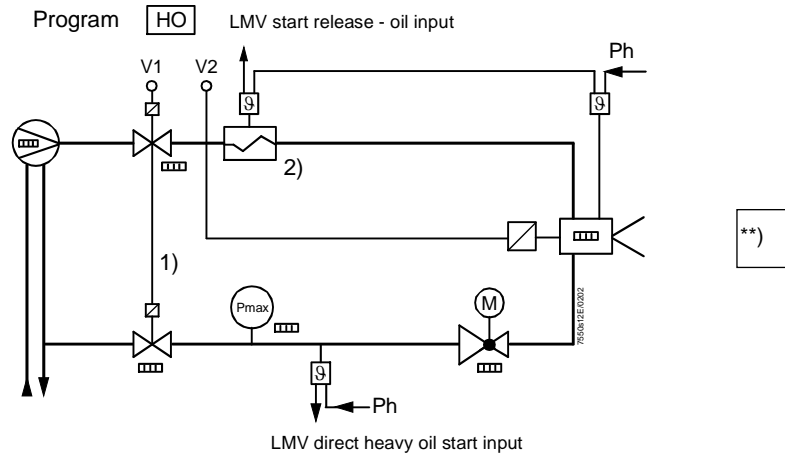 Program HO
LMV start release - oil input
Ph
V1 V2
ϑ
ϑ
2)
**)
1)
Pmax
M
7550s12E/0202
ϑ
Ph
LMV direct heavy oil start input